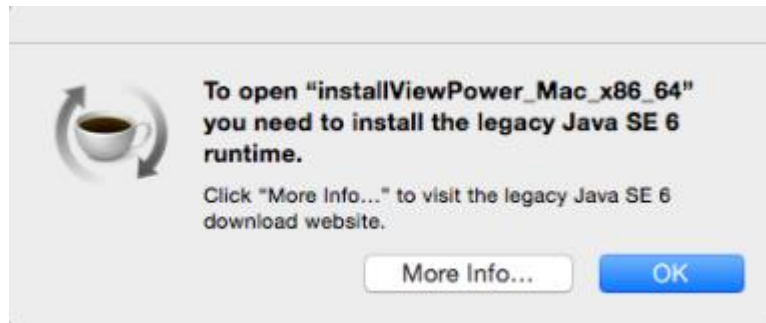 To open “installViewPower_Mac_x86_64”
you need to install the legacy Java SE 6
runtime.
Click "More Info..." to visit the legacy Java SE 6
download website.
More Info...
OK